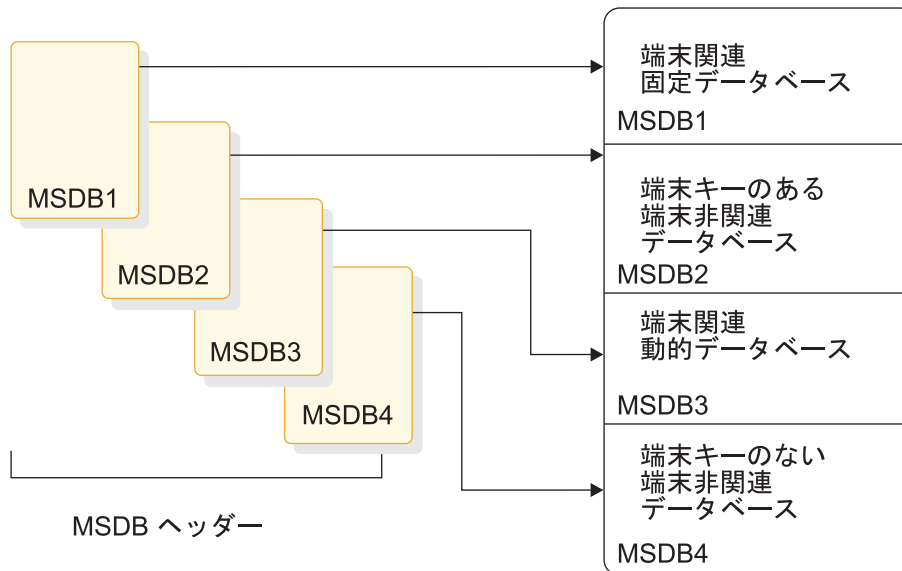 MSDB1
MSDB2
MSDB3
MSDB4
MSDB ヘッダー
端末関連
固定データベース
MSDB1
端末キーのある
端末非関連
データベース
MSDB2
端末関連
動的データベース
MSDB3
端末キーのない
端末非関連
データベース
MSDB4